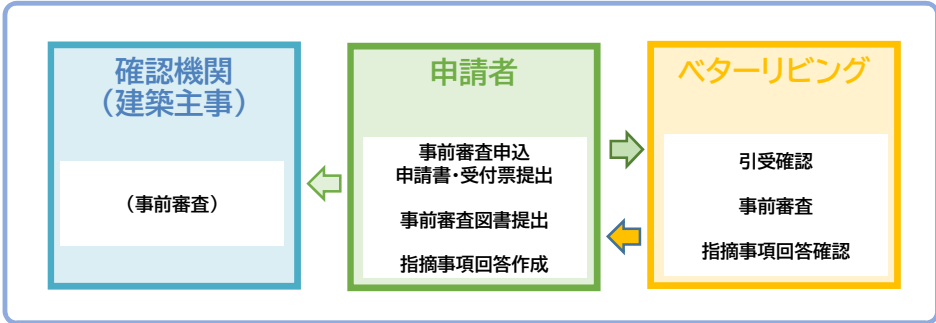 確認機関
（建築主事）
（事前審査）
申請者
事前審査申込
申請書・受付票提出
事前審査図書提出
指摘事項回答作成
ベターリビング
引受確認
事前審査
指摘事項回答確認